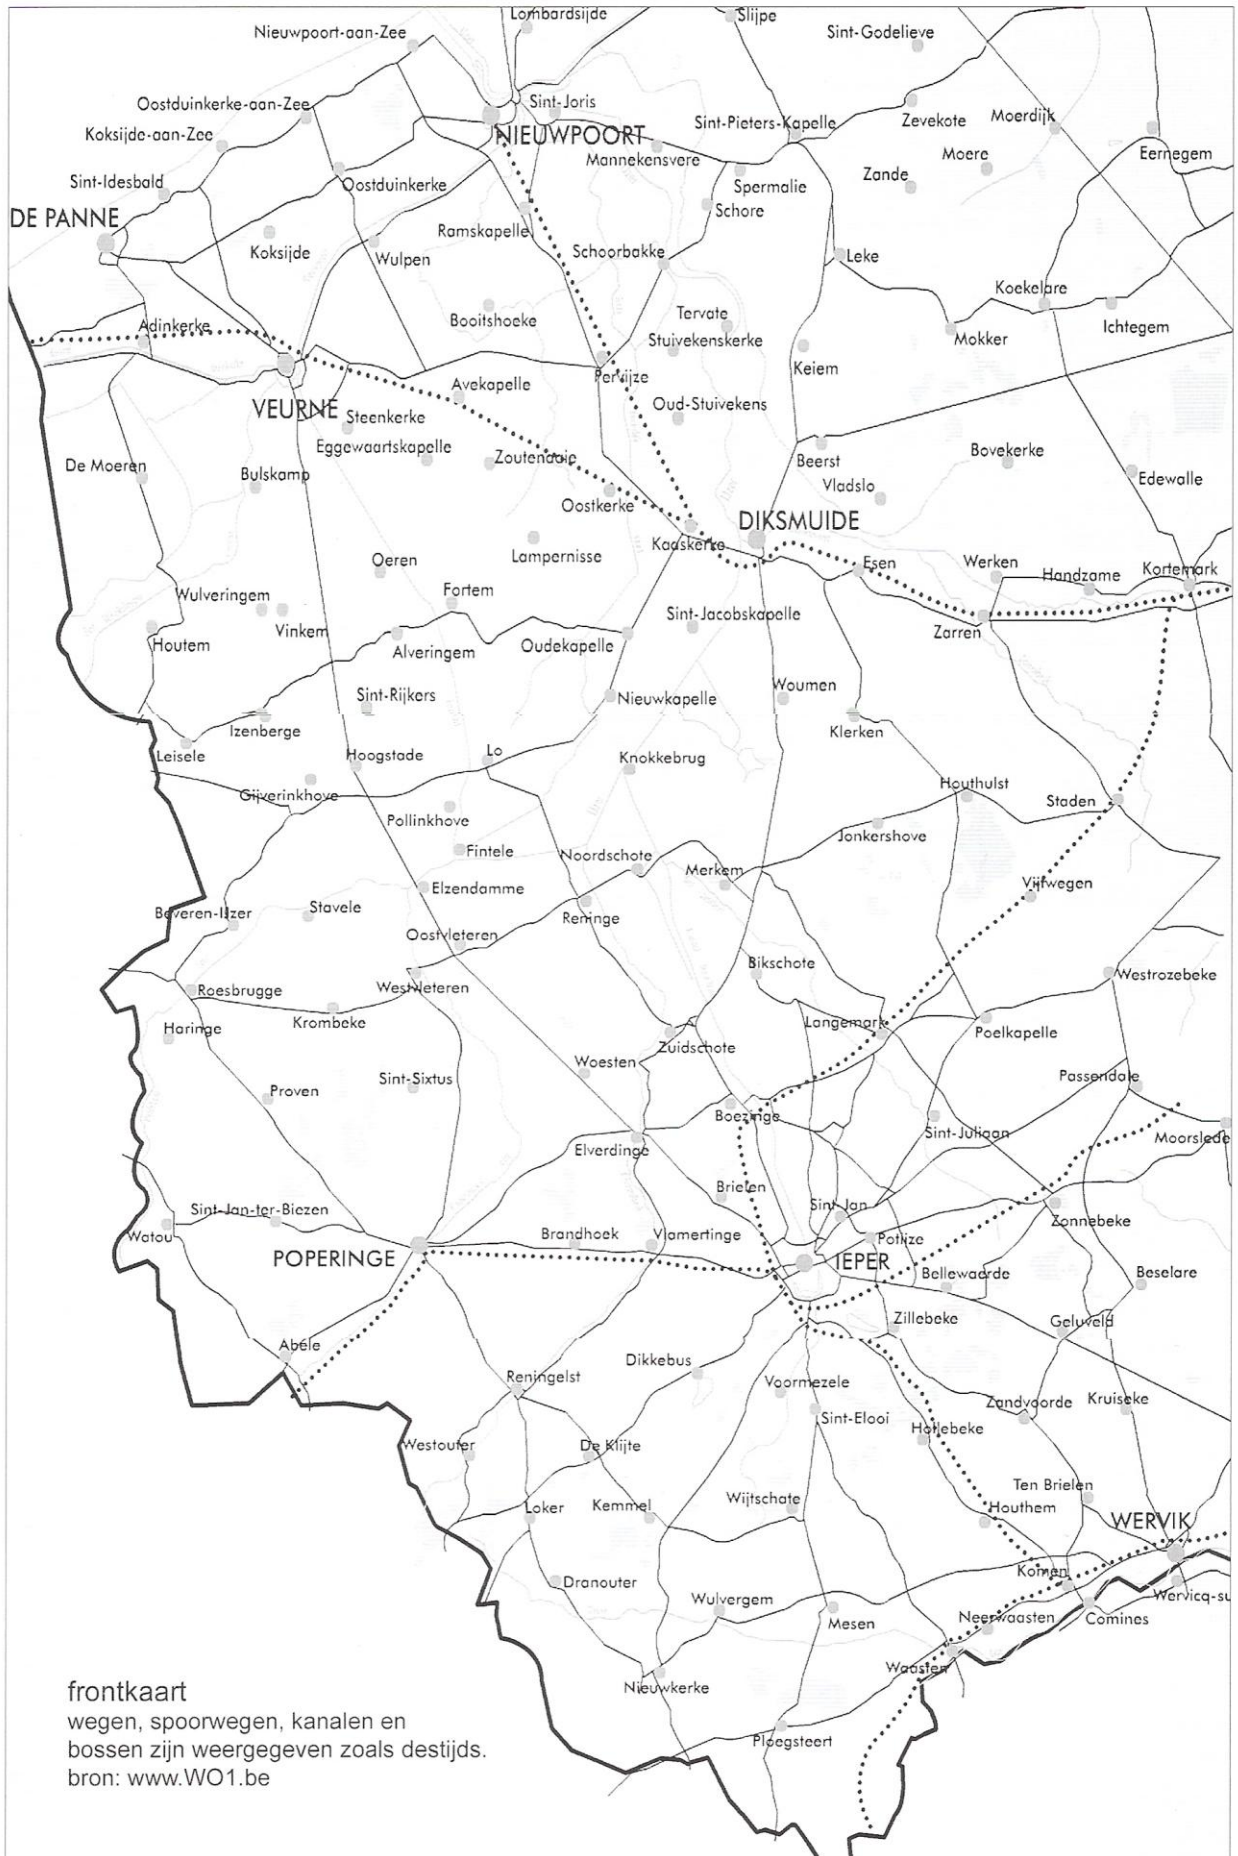 Lombardsijde
Slijpe
Nieuwpoort-aan-Zee
Sint-Godelieve
Oostduinkerke-aan-Zee
Sint-Joris
Koksijde-aan-Zee
NIEUWPOORT
Sint-Pieters-Kapelle
Zevekote
Moerdijk
Mannekensvere
Moere
Eernegem
Sint-Idesbald
Oostduinkerke
Spermalie
Zande
DE PANNE
Schore
Koksijde
Wulpen
Ramskapelle
Schoorbakke
Leke
Koekelare
Booitshoeke
Tervate
Ichtegem
Adinkerke
Stuivekenskerke
Mokker
Keiem
Pervijze
VEURNE
Avekapelle
Oud-Stuivekens
Steenkerke
Eggewaartskapelle
Zoutenaaie
De Moeren
Bulskamp
Beerst
Bovekerke
Edewalle
Vladslo
Oostkerke
DIKSMUIDE
Kaaskerke
Lampernisse
Oeren
Esen
Werken
Handzame
Kortemark
Wulveringem
Fortem
Vinkem
Sint-Jacobskapelle
Zarren
Houtem
Alveringem
Oudekapelle
Sint-Rijkers
Nieuwkapelle
Woumen
Izenberge
Klerken
Leisele
Hoogstade
Lo
Knokkebrug
Gijverinkhove
Houthulst
Staden
Pollinkhove
Jonkershove
Fintele
Noordschote
Merkem
Elzendamme
Vijfwegen
Beveren-IJzer
Stavele
Reninge
Oostvleteren
Bikschote
Westrozebeke
Roesbrugge
Westvleteren
Krombeke
Haringe
Langemark
Poelkapelle
Zuidschote
Woesten
Sint-Sixtus
Proven
Passendale
Boezinge
Sint-Juliaan
Moorslede
Elverdinge
Brielen
Sint-Jan-ter-Biezen
Sint-Jan
Zonnebeke
Watou
Brandhoek
Vlamertinge
Potijze
POPERINGE
IEPER
Bellewaerde
Beselare
Zillebeke
Geluveld
Abele
Dikkebus
Reningelst
Voormezele
Zandvoorde
Kruiseke
Sint-Elooi
Hollebeke
Westouter
De Klijte
Ten Brielen
Loker
Kemmel
Wijtschate
Houthem
WERVIK
Dranouter
Komen
Wulvergem
Wervicq-su
Mesen
Neerwaasten
Comines
Waasten
Nieuwkerke
Ploegsteert
frontkaart
wegen, spoorwegen, kanalen en
bossen zijn weergegeven zoals destijds.
bron: www.WO1.be